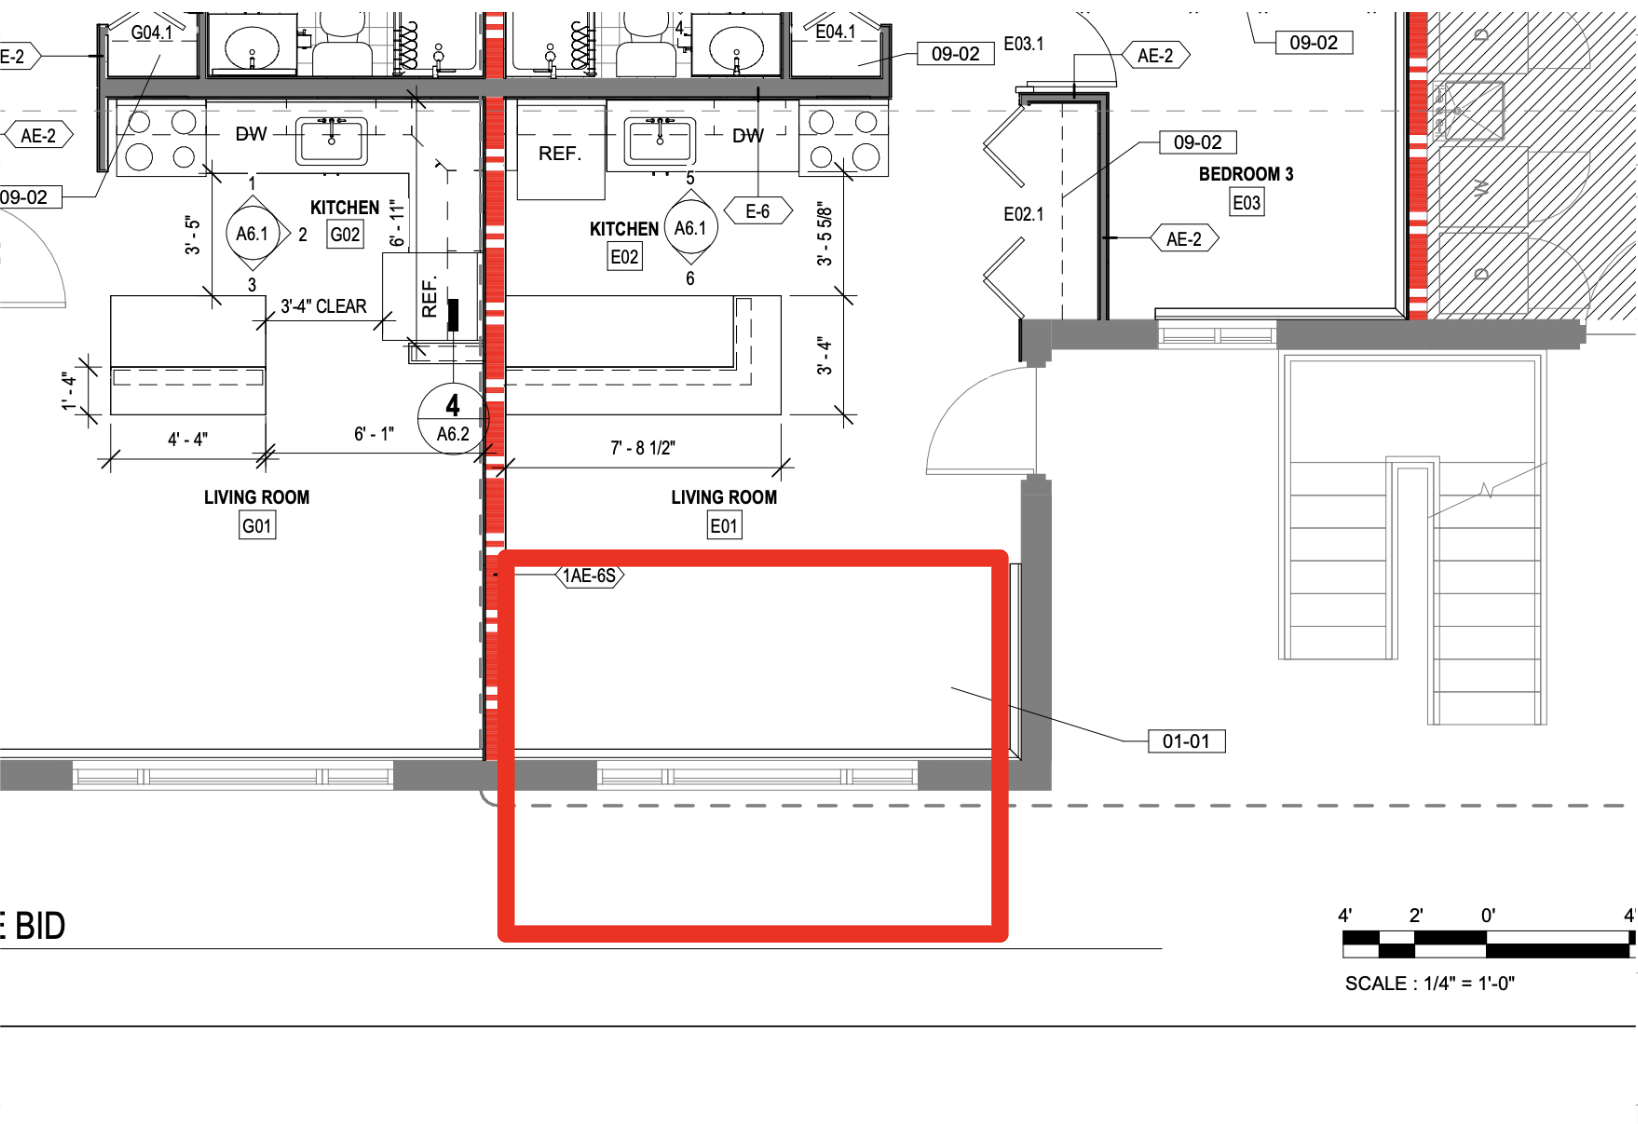 G04.1
4
E04.1
E03.1
09-02
09-02
E-2
AE-2
D
AE-2
DW
REF.
DW
09-02
W
BEDROOM 3
E03
09-02
1
5
E-6
KITCHEN
G02
A6.1
2
3
3' - 5"
6' - 11"
KITCHEN
E02
A6.1
6
3' - 5 5/8"
E02.1
AE-2
D
3'-4" CLEAR
REF.
3' - 4"
1' - 4"
4
A6.2
4' - 4"
6' - 1"
7' - 8 1/2"
LIVING ROOM
G01
LIVING ROOM
E01
1AE-6S
01-01
E BID
4' 2' 0' 4'
SCALE : 1/4" = 1'-0"